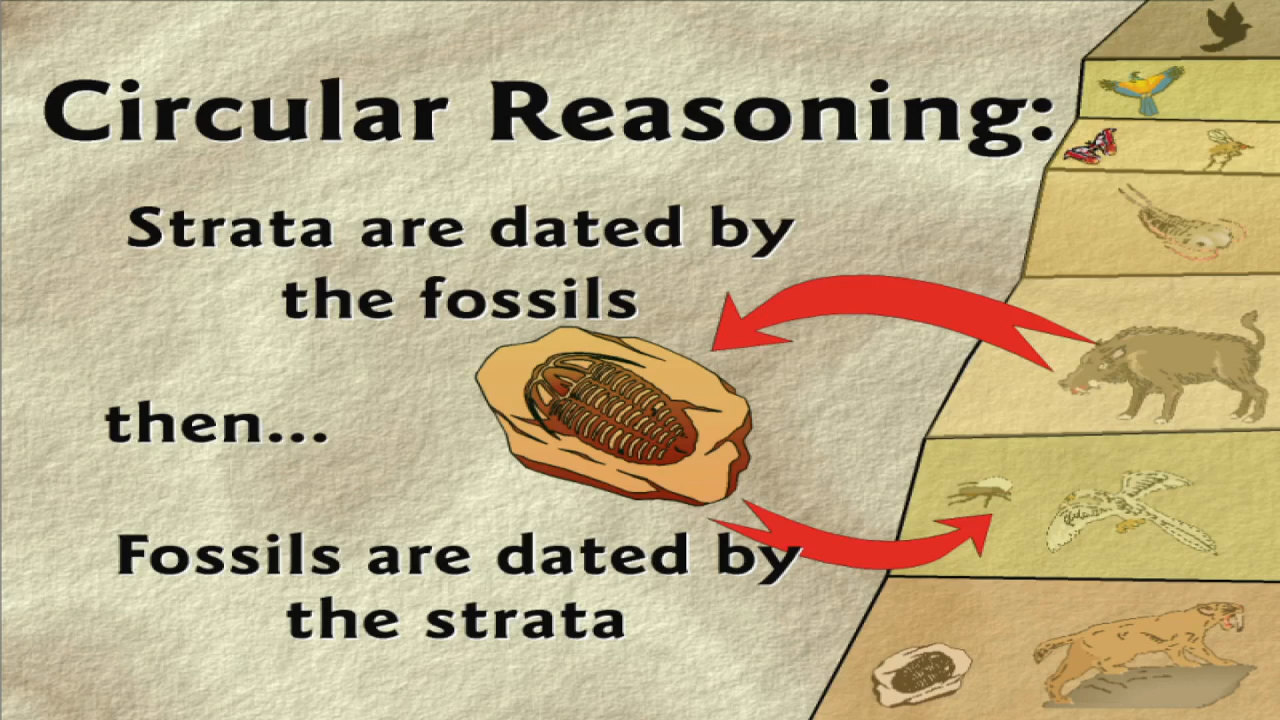 Circular Reasoning:
Strata are dated by
the fossils
then...
Fossils are dated by
the strata